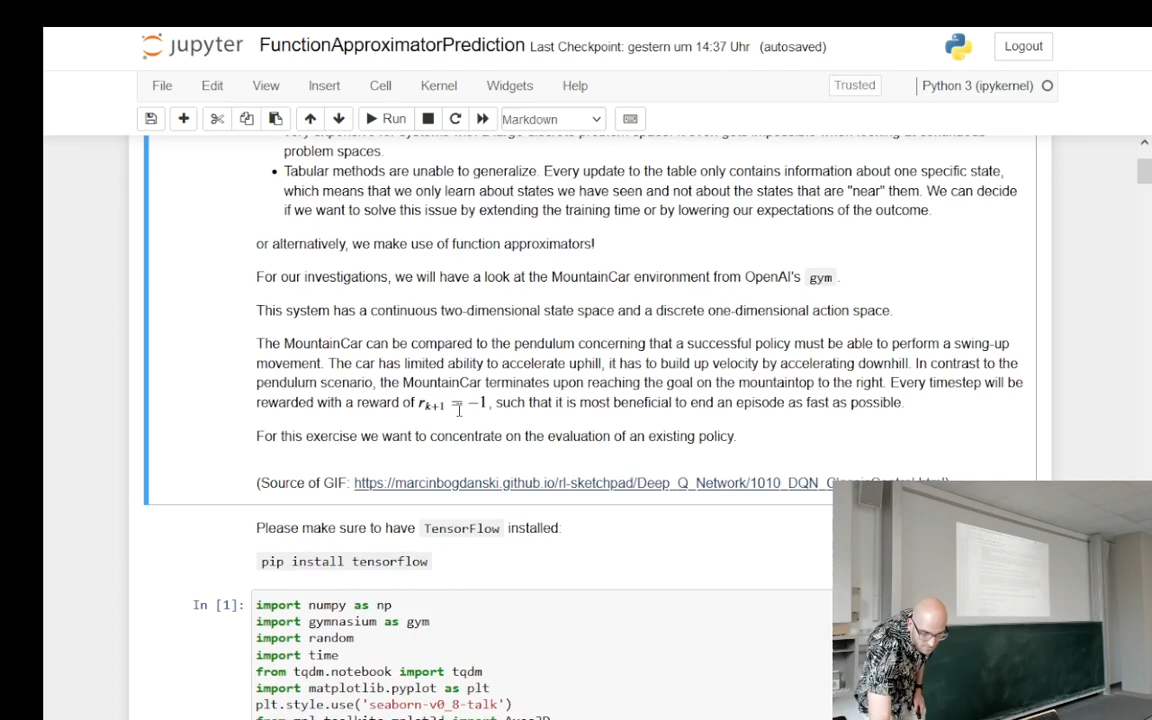 jupyter FunctionApproximatorPrediction Last Checkpoint: gestern um 14:37 Uhr (autosaved) Logout
File Edit View Insert Cell Kernel Widgets Help Trusted Python 3 (ipykernel)
Run Markdown
problem spaces.
Tabular methods are unable to generalize. Every update to the table only contains information about one specific state,
which means that we only learn about states we have seen and not about the states that are "near" them. We can decide
if we want to solve this issue by extending the training time or by lowering our expectations of the outcome.
or alternatively, we make use of function approximators!
For our investigations, we will have a look at the MountainCar environment from OpenAI's gym .
This system has a continuous two-dimensional state space and a discrete one-dimensional action space.
The MountainCar can be compared to the pendulum concerning that a successful policy must be able to perform a swing-up
movement. The car has limited ability to accelerate uphill, it has to build up velocity by accelerating downhill. In contrast to the
pendulum scenario, the MountainCar terminates upon reaching the goal on the mountaintop to the right. Every timestep will be
rewarded with a reward of r_{k+1} = −1, such that it is most beneficial to end an episode as fast as possible.
For this exercise we want to concentrate on the evaluation of an existing policy.
(Source of GIF: https://marcinbogdanski.github.io/rl-sketchpad/Deep_Q_Network/1010_DQN_
Please make sure to have TensorFlow installed:
pip install tensorflow
In [1]: import numpy as np
import gymnasium as gym
import random
import time
from tqdm.notebook import tqdm
import matplotlib.pyplot as plt
plt.style.use('seaborn-v0_8-talk')